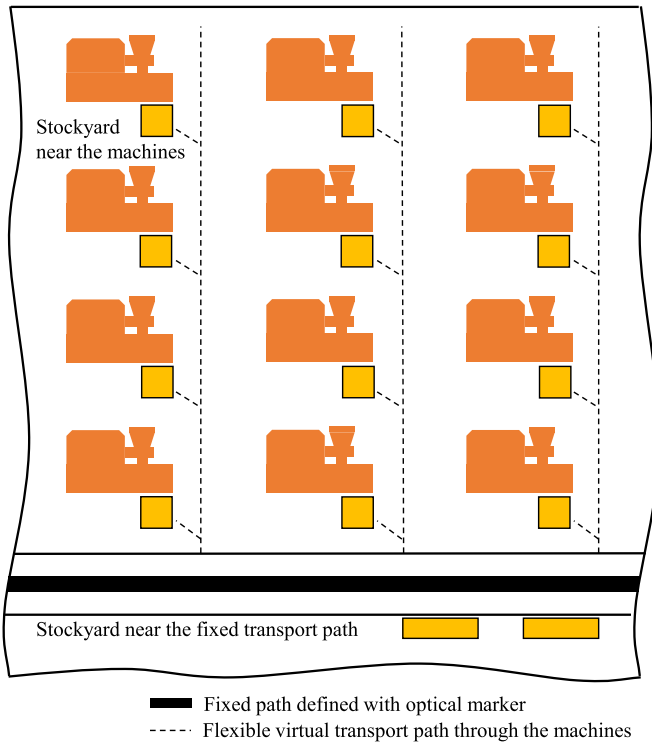 Stockyard
near the machines
Stockyard near the fixed transport path
Fixed path defined with optical marker
Flexible virtual transport path through the machines